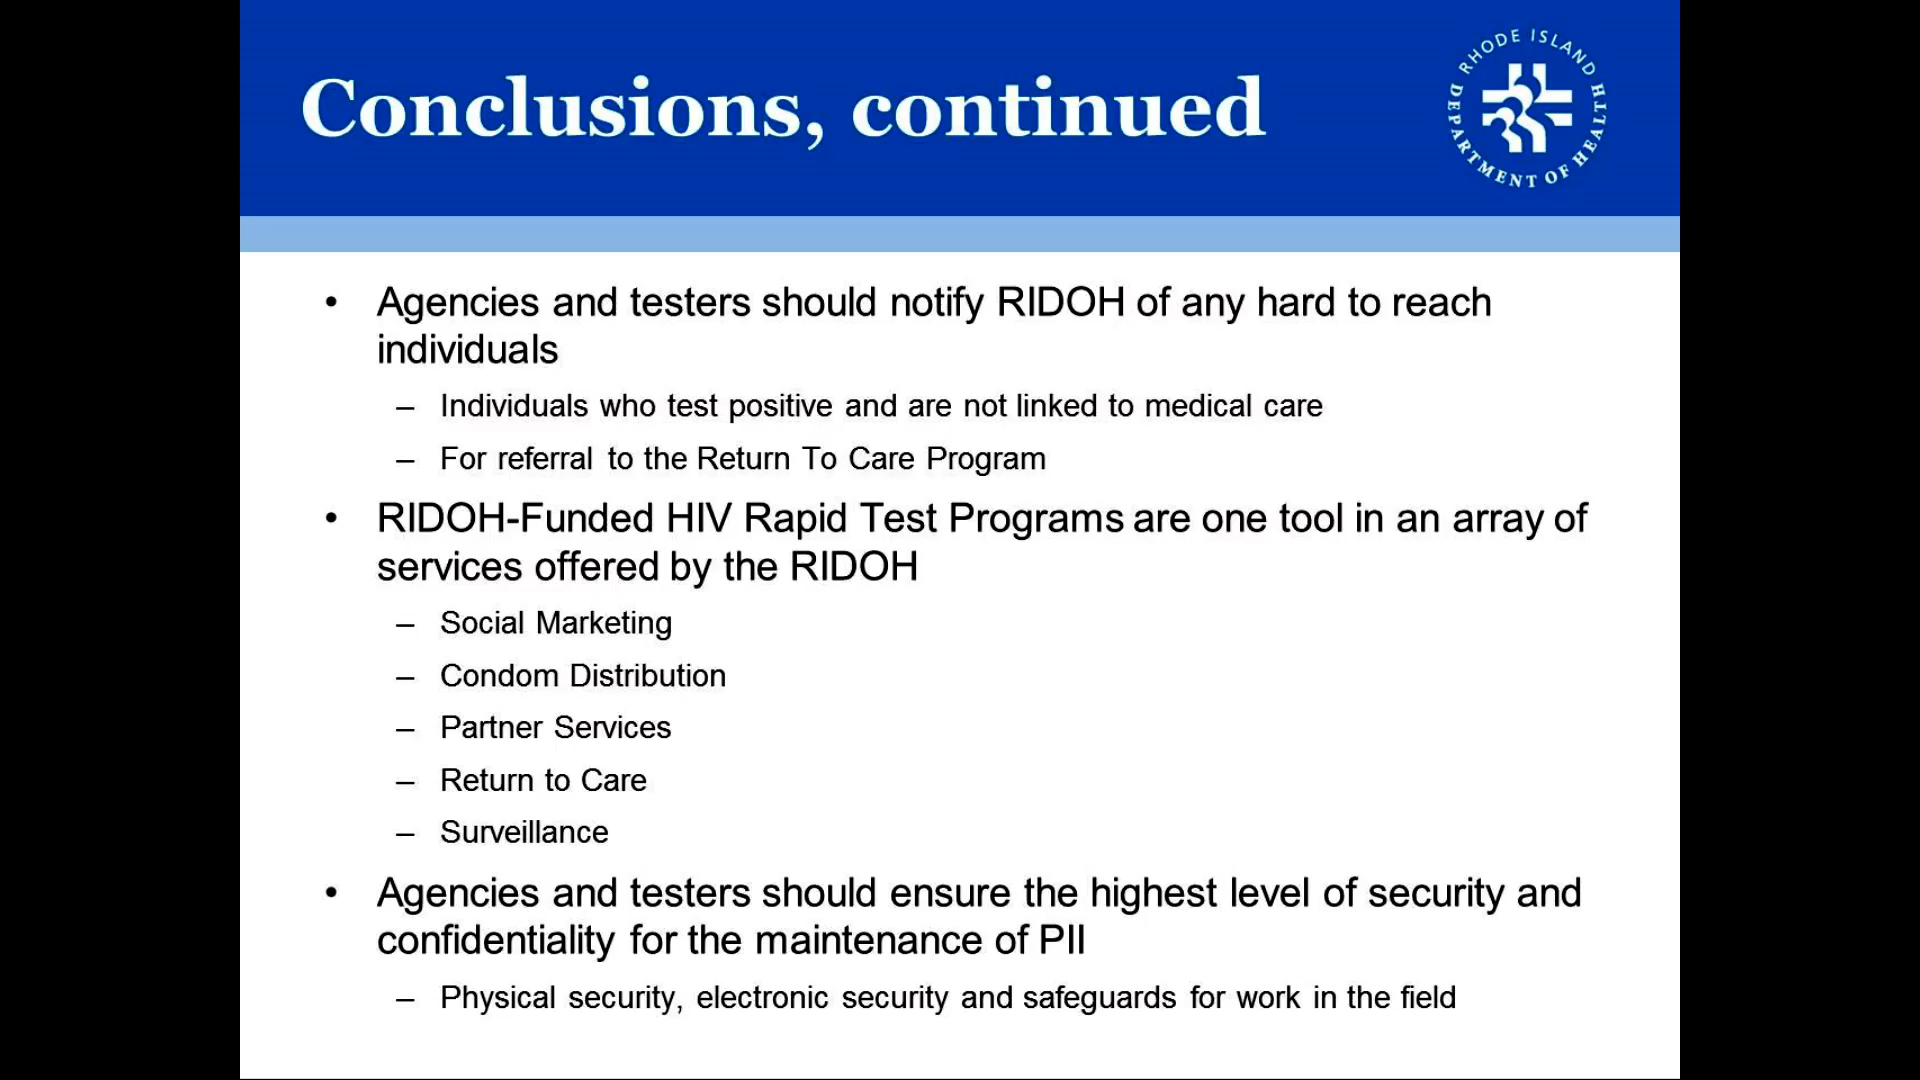 Conclusions, continued
RHODE ISLAND
DEPARTMENT OF HEALTH
• Agencies and testers should notify RIDOH of any hard to reach
individuals
– Individuals who test positive and are not linked to medical care
– For referral to the Return To Care Program
• RIDOH-Funded HIV Rapid Test Programs are one tool in an array of
services offered by the RIDOH
– Social Marketing
– Condom Distribution
– Partner Services
– Return to Care
– Surveillance
• Agencies and testers should ensure the highest level of security and
confidentiality for the maintenance of PII
– Physical security, electronic security and safeguards for work in the field